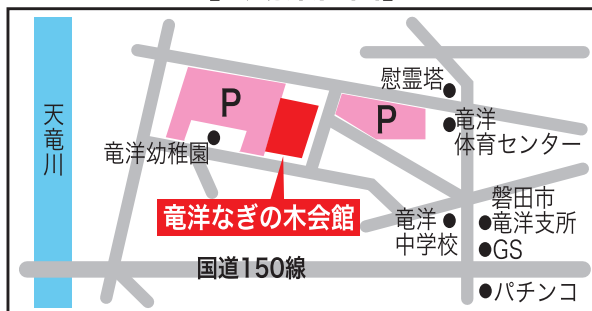 慰霊塔
P
P
竜洋
体育センター
天竜川
竜洋幼稚園
磐田市
竜洋支所
竜洋なぎの木会館
竜洋
中学校
GS
国道150線
パチンコ